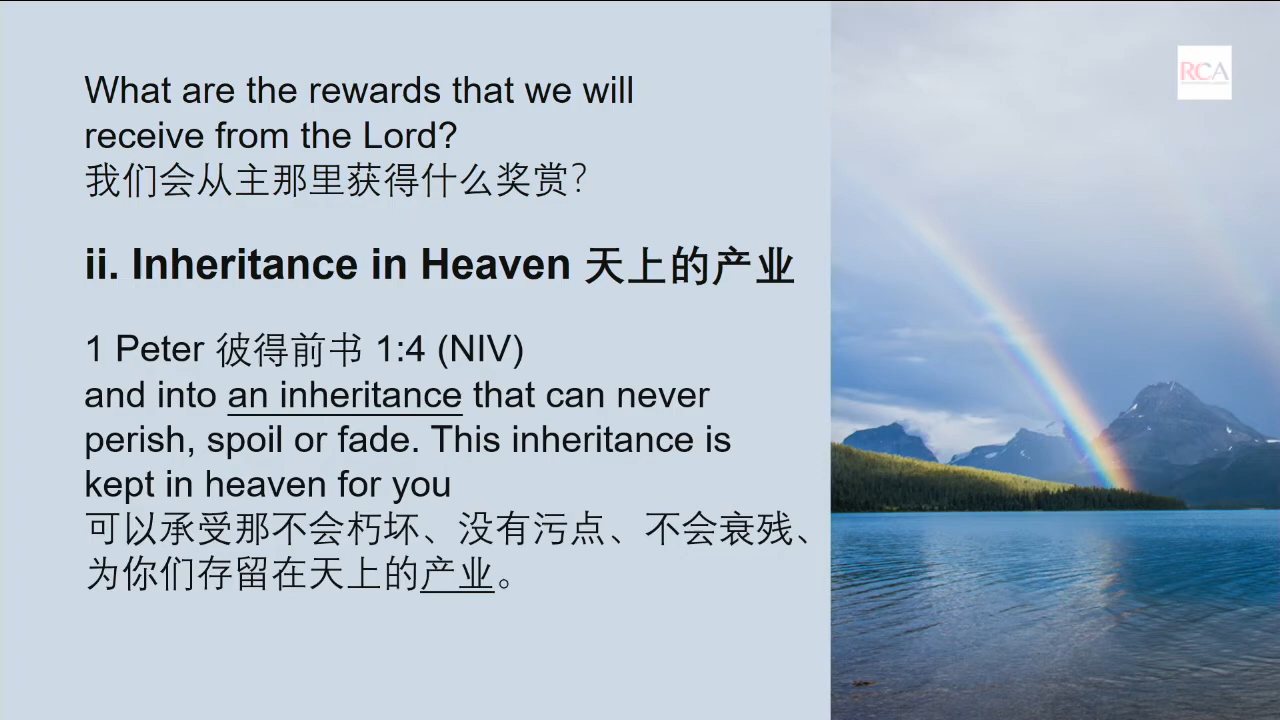 What are the rewards that we will
receive from the Lord?
我们会从主那里获得什么奖赏？
ii. Inheritance in Heaven 天上的产业
1 Peter 彼得前书 1:4 (NIV)
and into an inheritance that can never
perish, spoil or fade. This inheritance is
kept in heaven for you
可以承受那不会朽坏、没有污点、不会衰残、
为你们存留在天上的产业。
RCA